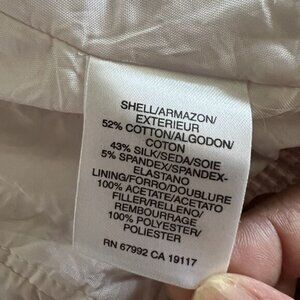 SHELL/ARMAZON/
EXTERIEUR
52% COTTON/ALGODON/
COTON
43% SILK/SEDA/SOIE
5% SPANDEX/SPANDEX-
ELASTANO
LINING/FORRO/DOUBLURE
100% ACETATE/ACETATO
FILLER/RELLENO/
REMBOURRAGE
100% POLYESTER/
POLIESTER
RN 67992 CA 19117